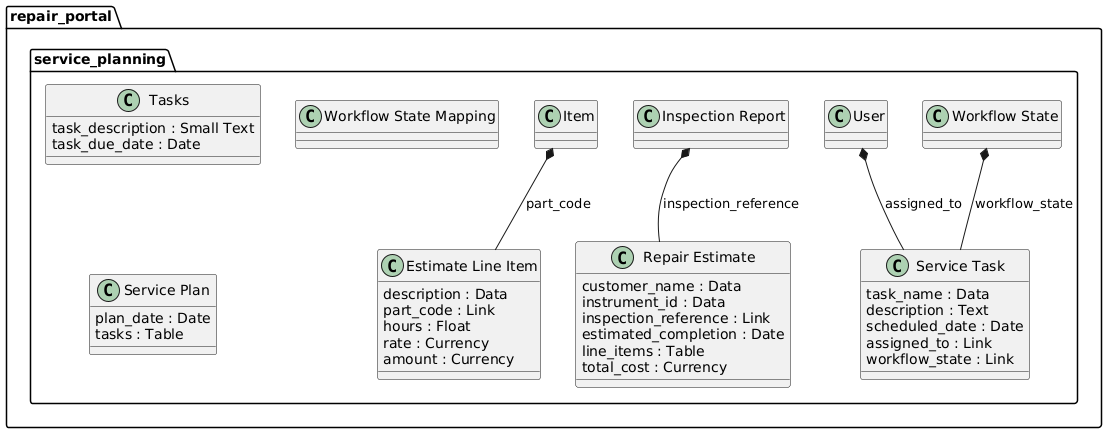 repair_portal
service_planning
C Tasks
task_description : Small Text
task_due_date : Date
C Workflow State Mapping
C Item
C Inspection Report
C User
C Workflow State
part_code
inspection_reference
assigned_to
workflow_state
C Service Plan
plan_date : Date
tasks : Table
C Estimate Line Item
description : Data
part_code : Link
hours : Float
rate : Currency
amount : Currency
C Repair Estimate
customer_name : Data
instrument_id : Data
inspection_reference : Link
estimated_completion : Date
line_items : Table
total_cost : Currency
C Service Task
task_name : Data
description : Text
scheduled_date : Date
assigned_to : Link
workflow_state : Link